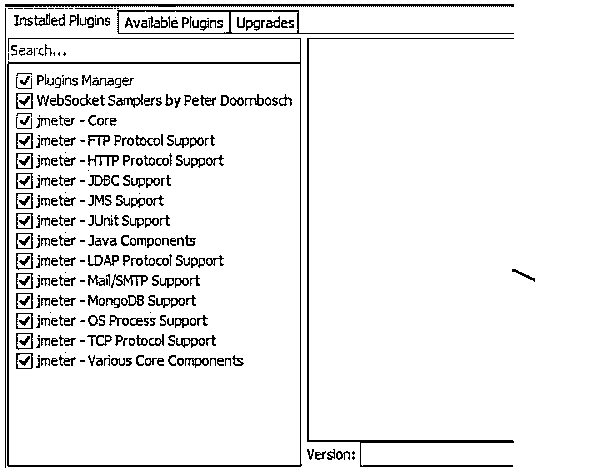 Installed Plugins Available Plugins Upgrades
Search...
Plugins Manager
WebSocket Samplers by Peter Doornbosch
jmeter - Core
jmeter - FTP Protocol Support
jmeter - HTTP Protocol Support
jmeter - JDBC Support
jmeter - JMS Support
jmeter - JUnit Support
jmeter - Java Components
jmeter - LDAP Protocol Support
jmeter - Mail/SMTP Support
jmeter - MongoDB Support
jmeter - OS Process Support
jmeter - TCP Protocol Support
jmeter - Various Core Components
Version: